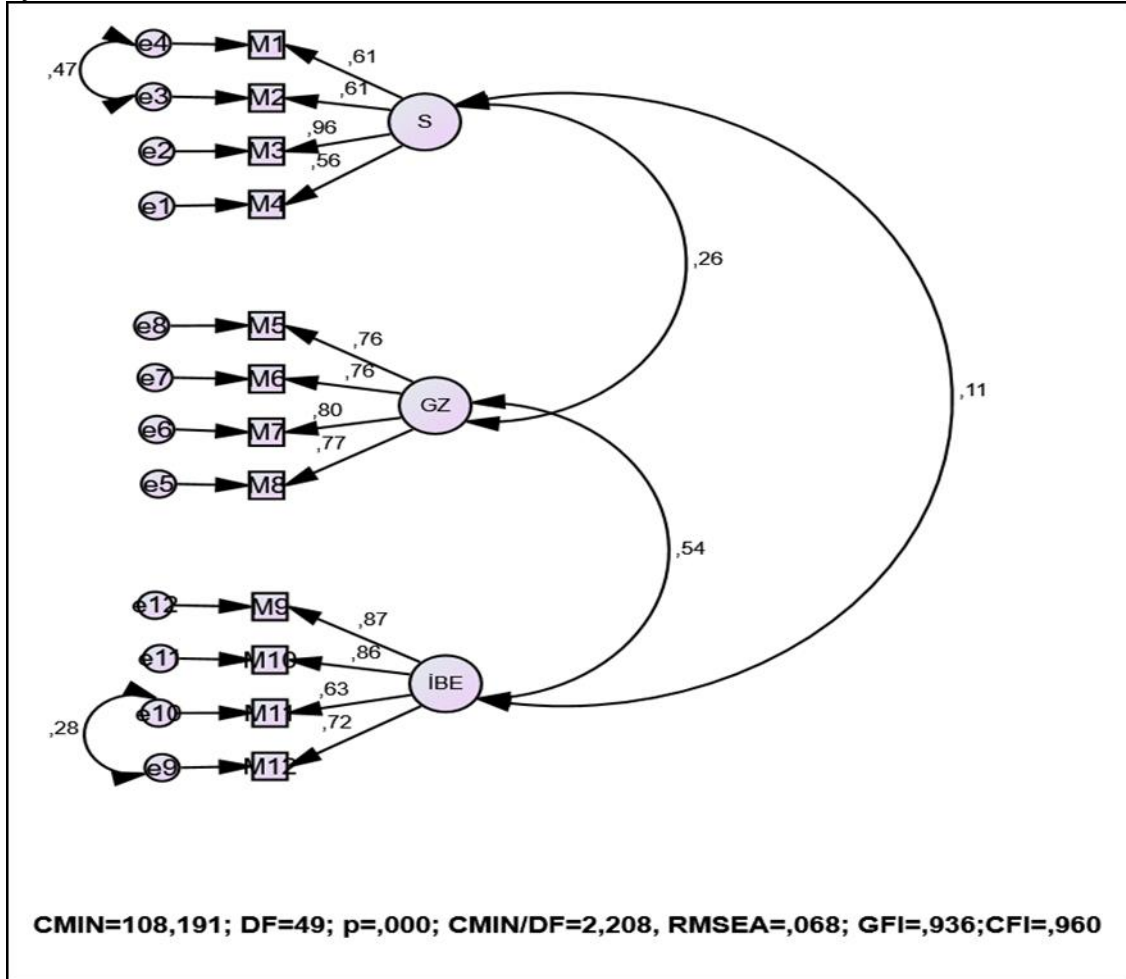 e4 M1 ,61
,47
e3 M2 ,61
S
e2 M3 ,96
,56
e1 M4
,26
e8 M5 ,76
e7 M6 ,76
GZ
,11
e6 M7 ,80
,77
e5 M8
,54
e12 M9 ,87
e11 M10 ,86
İBE
e10 M11 ,63
,28
,72
e9 M12
CMIN=108,191; DF=49; p=,000; CMIN/DF=2,208, RMSEA=,068; GFI=,936;CFI=,960